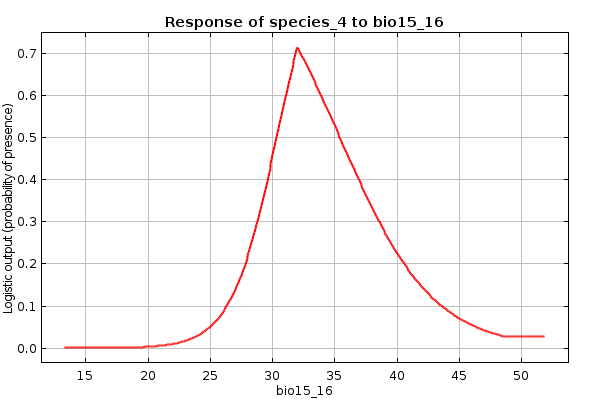 Response of species_4 to bio15_16
Logistic output (probability of presence)
0.7
0.6
0.5
0.4
0.3
0.2
0.1
0.0
15 20 25 30 35 40 45 50
bio15_16